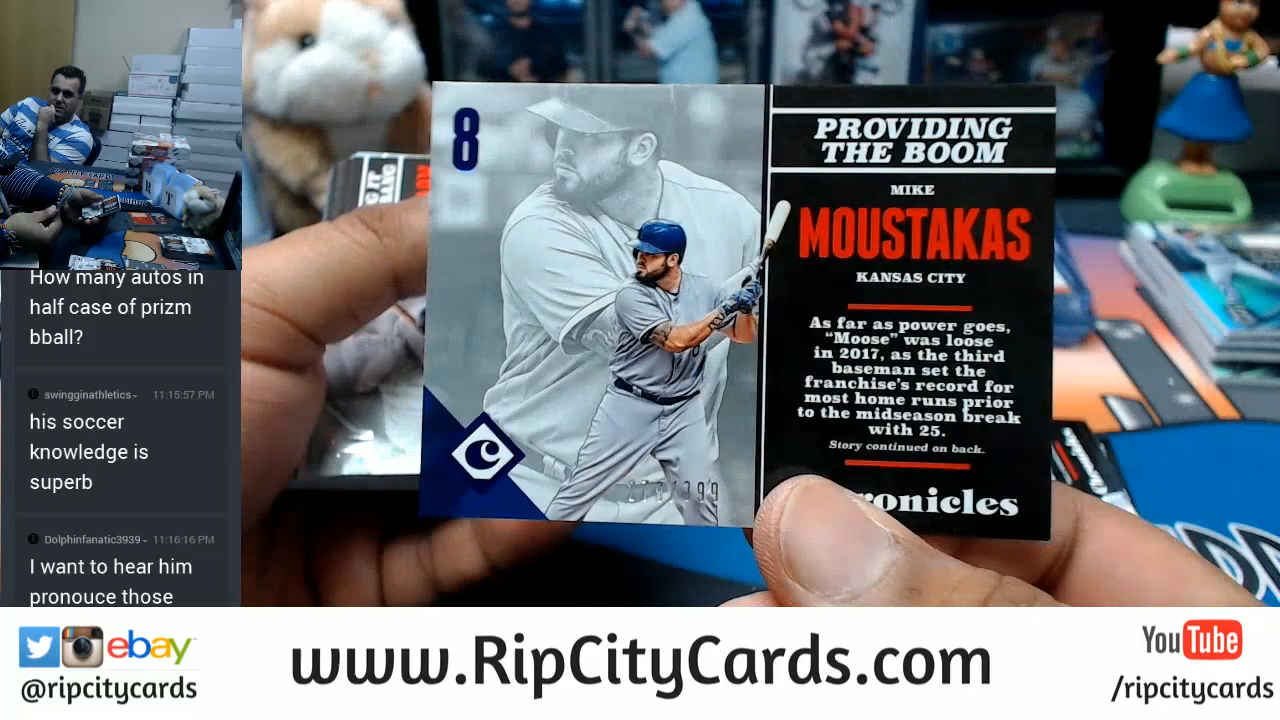 How many autos in
half case of prizm
bball?
swingginathletics 11:15:57 PM
his soccer
knowledge is
superb
Dolphinfanatic3939 11:16:16 PM
I want to hear him
pronouce those
8
PROVIDING
THE BOOM
MIKE
MOUSTAKAS
KANSAS CITY
As far as power goes,
“Moose” was loose
in 2017, as the third
baseman set the
franchise's record for
most home runs prior
to the midseason break
with 25.
Story continued on back.
ronicles
C
ebay
@ripcitycards
www.RipCityCards.com
YouTube
/ripcitycards